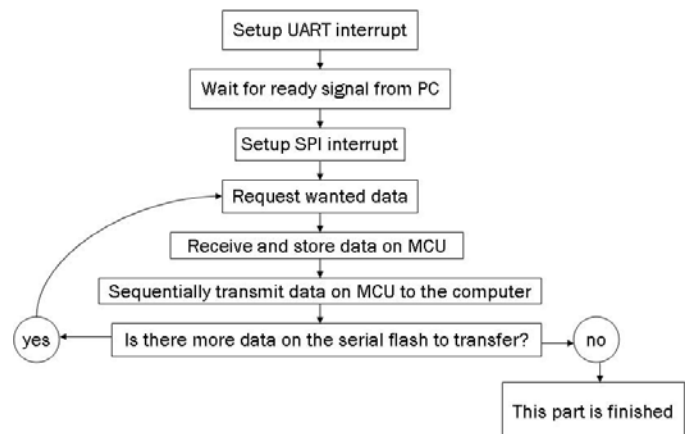 Setup UART interrupt
Wait for ready signal from PC
Setup SPI interrupt
Request wanted data
Receive and store data on MCU
Sequentially transmit data on MCU to the computer
yes
Is there more data on the serial flash to transfer?
no
This part is finished